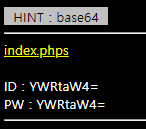 HINT : base64
index.phps
ID : YWRtaW4=
PW : YWRtaW4=